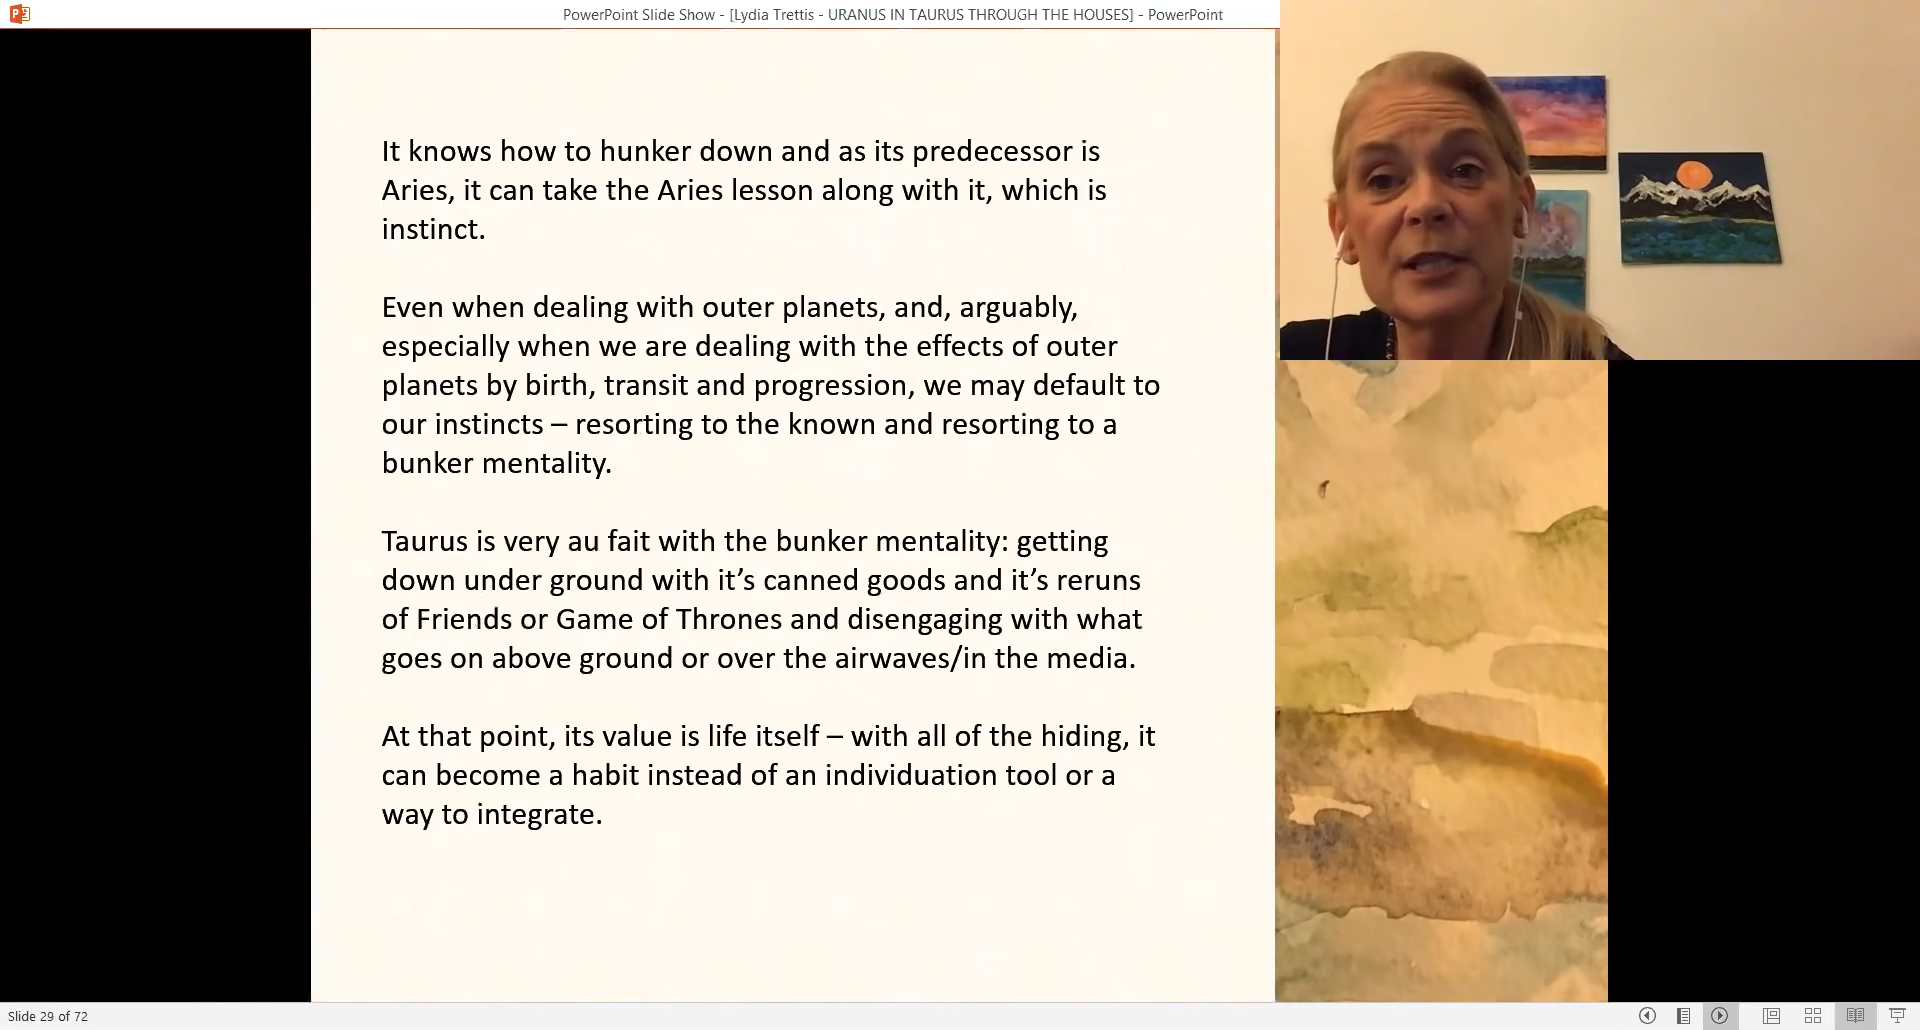 PowerPoint Slide Show - [Lydia Trettis - URANUS IN TAURUS THROUGH THE HOUSES] - PowerPoint
It knows how to hunker down and as its predecessor is
Aries, it can take the Aries lesson along with it, which is
instinct.
Even when dealing with outer planets, and, arguably,
especially when we are dealing with the effects of outer
planets by birth, transit and progression, we may default to
our instincts – resorting to the known and resorting to a
bunker mentality.
Taurus is very au fait with the bunker mentality: getting
down under ground with it’s canned goods and it’s reruns
of Friends or Game of Thrones and disengaging with what
goes on above ground or over the airwaves/in the media.
At that point, its value is life itself – with all of the hiding, it
can become a habit instead of an individuation tool or a
way to integrate.
Slide 29 of 72